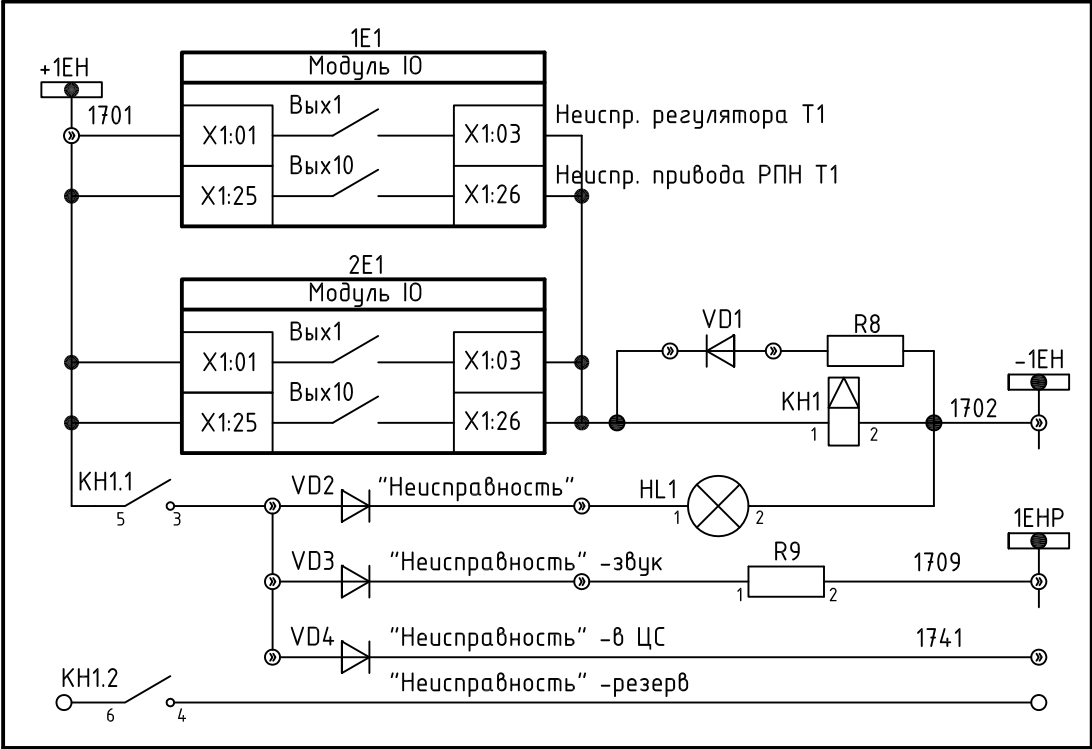 1E1
Модуль IO
+1EH
1701
Вых1
X1:01
X1:03
Неиспр. регулятора Т1
Вых10
X1:25
X1:26
Неиспр. привода РПН Т1
2E1
Модуль IO
Вых1
X1:01
X1:03
Вых10
X1:25
X1:26
VD1
R8
-1EH
KH1
1702
1
2
KH1.1
5
3
VD2
"Неисправность"
HL1
1
2
1EHP
VD3
"Неисправность" -звук
R9
1709
1
2
VD4
"Неисправность" -в ЦС
1741
KH1.2
"Неисправность" -резерв
6
4